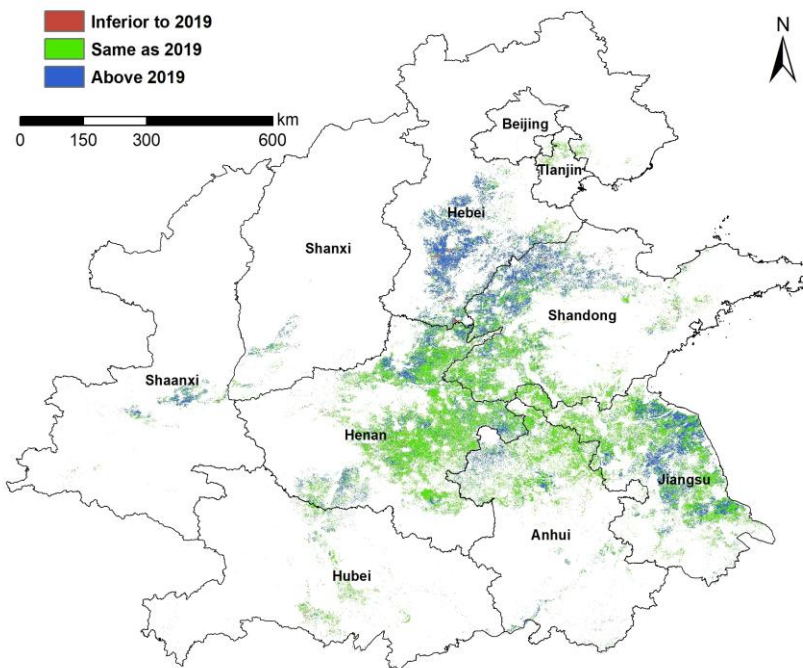 Inferior to 2019
Same as 2019
Above 2019
km
0 150 300 600
N
Beijing
Tianjin
Hebei
Shanxi
Shandong
Shaanxi
Henan
Jiangsu
Anhui
Hubei